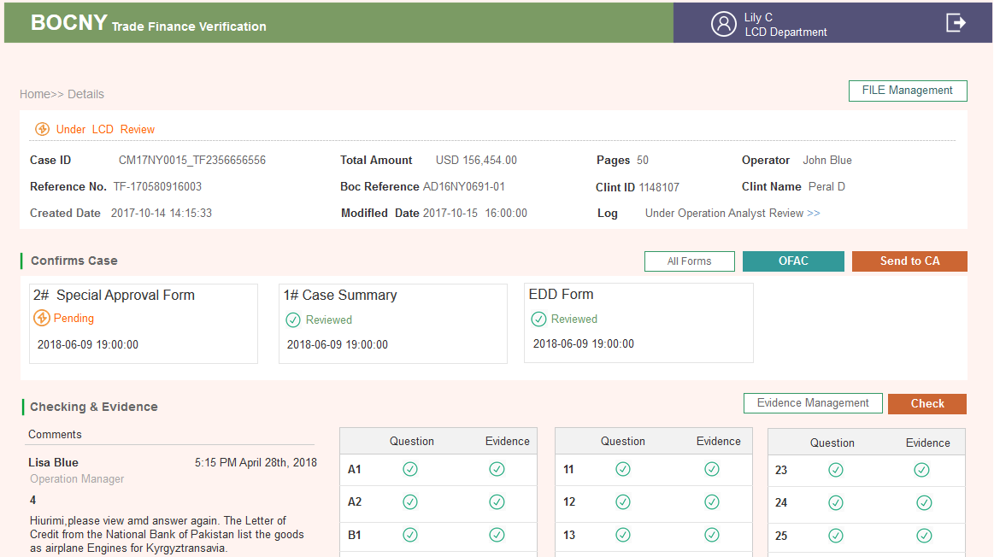 BOCNY Trade Finance Verification
Lily C
LCD Department
Home>> Details
FILE Management
Under LCD Review
Case ID CM17NY0015_TF2356656556 Total Amount USD 156,454.00 Pages 50 Operator John Blue
Reference No. TF-170580916003 Boc Reference AD16NY0691-01 Clint ID 1148107 Clint Name Peral D
Created Date 2017-10-14 14:15:33 Modifled Date 2017-10-15 16:00:00 Log Under Operation Analyst Review >>
Confirms Case All Forms OFAC Send to CA
2# Special Approval Form
Pending
2018-06-09 19:00:00
1# Case Summary
Reviewed
2018-06-09 19:00:00
EDD Form
Reviewed
2018-06-09 19:00:00
Checking & Evidence Evidence Management Check
Comments
Lisa Blue 5:15 PM April 28th, 2018
Operation Manager
4
Hiurimi,please view amd answer again. The Letter of
Credit from the National Bank of Pakistan list the goods
as airplane Engines for Kyrgyztransavia.
Question Evidence
A1
A2
B1
Question Evidence
11
12
13
Question Evidence
23
24
25